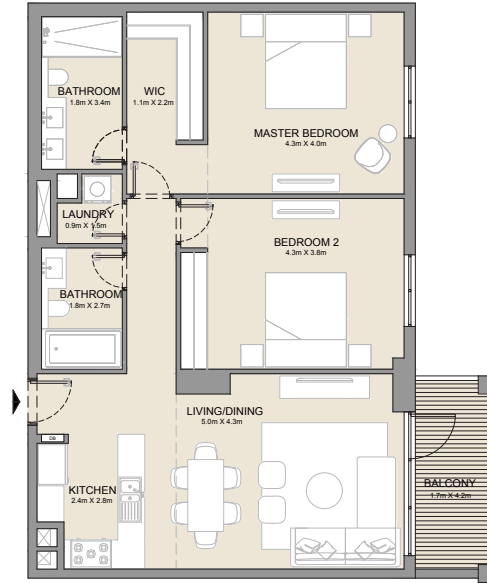 BATHROOM
1.8m X 3.4m
WIC
1.1m X 2.2m
MASTER BEDROOM
4.3m X 4.0m
LAUNDRY
0.9m X 1.5m
BEDROOM 2
4.3m X 3.8m
BATHROOM
1.8m X 2.7m
LIVING/DINING
5.0m X 4.3m
DB
KITCHEN
2.4m X 2.8m
BALCONY
1.7m X 4.2m